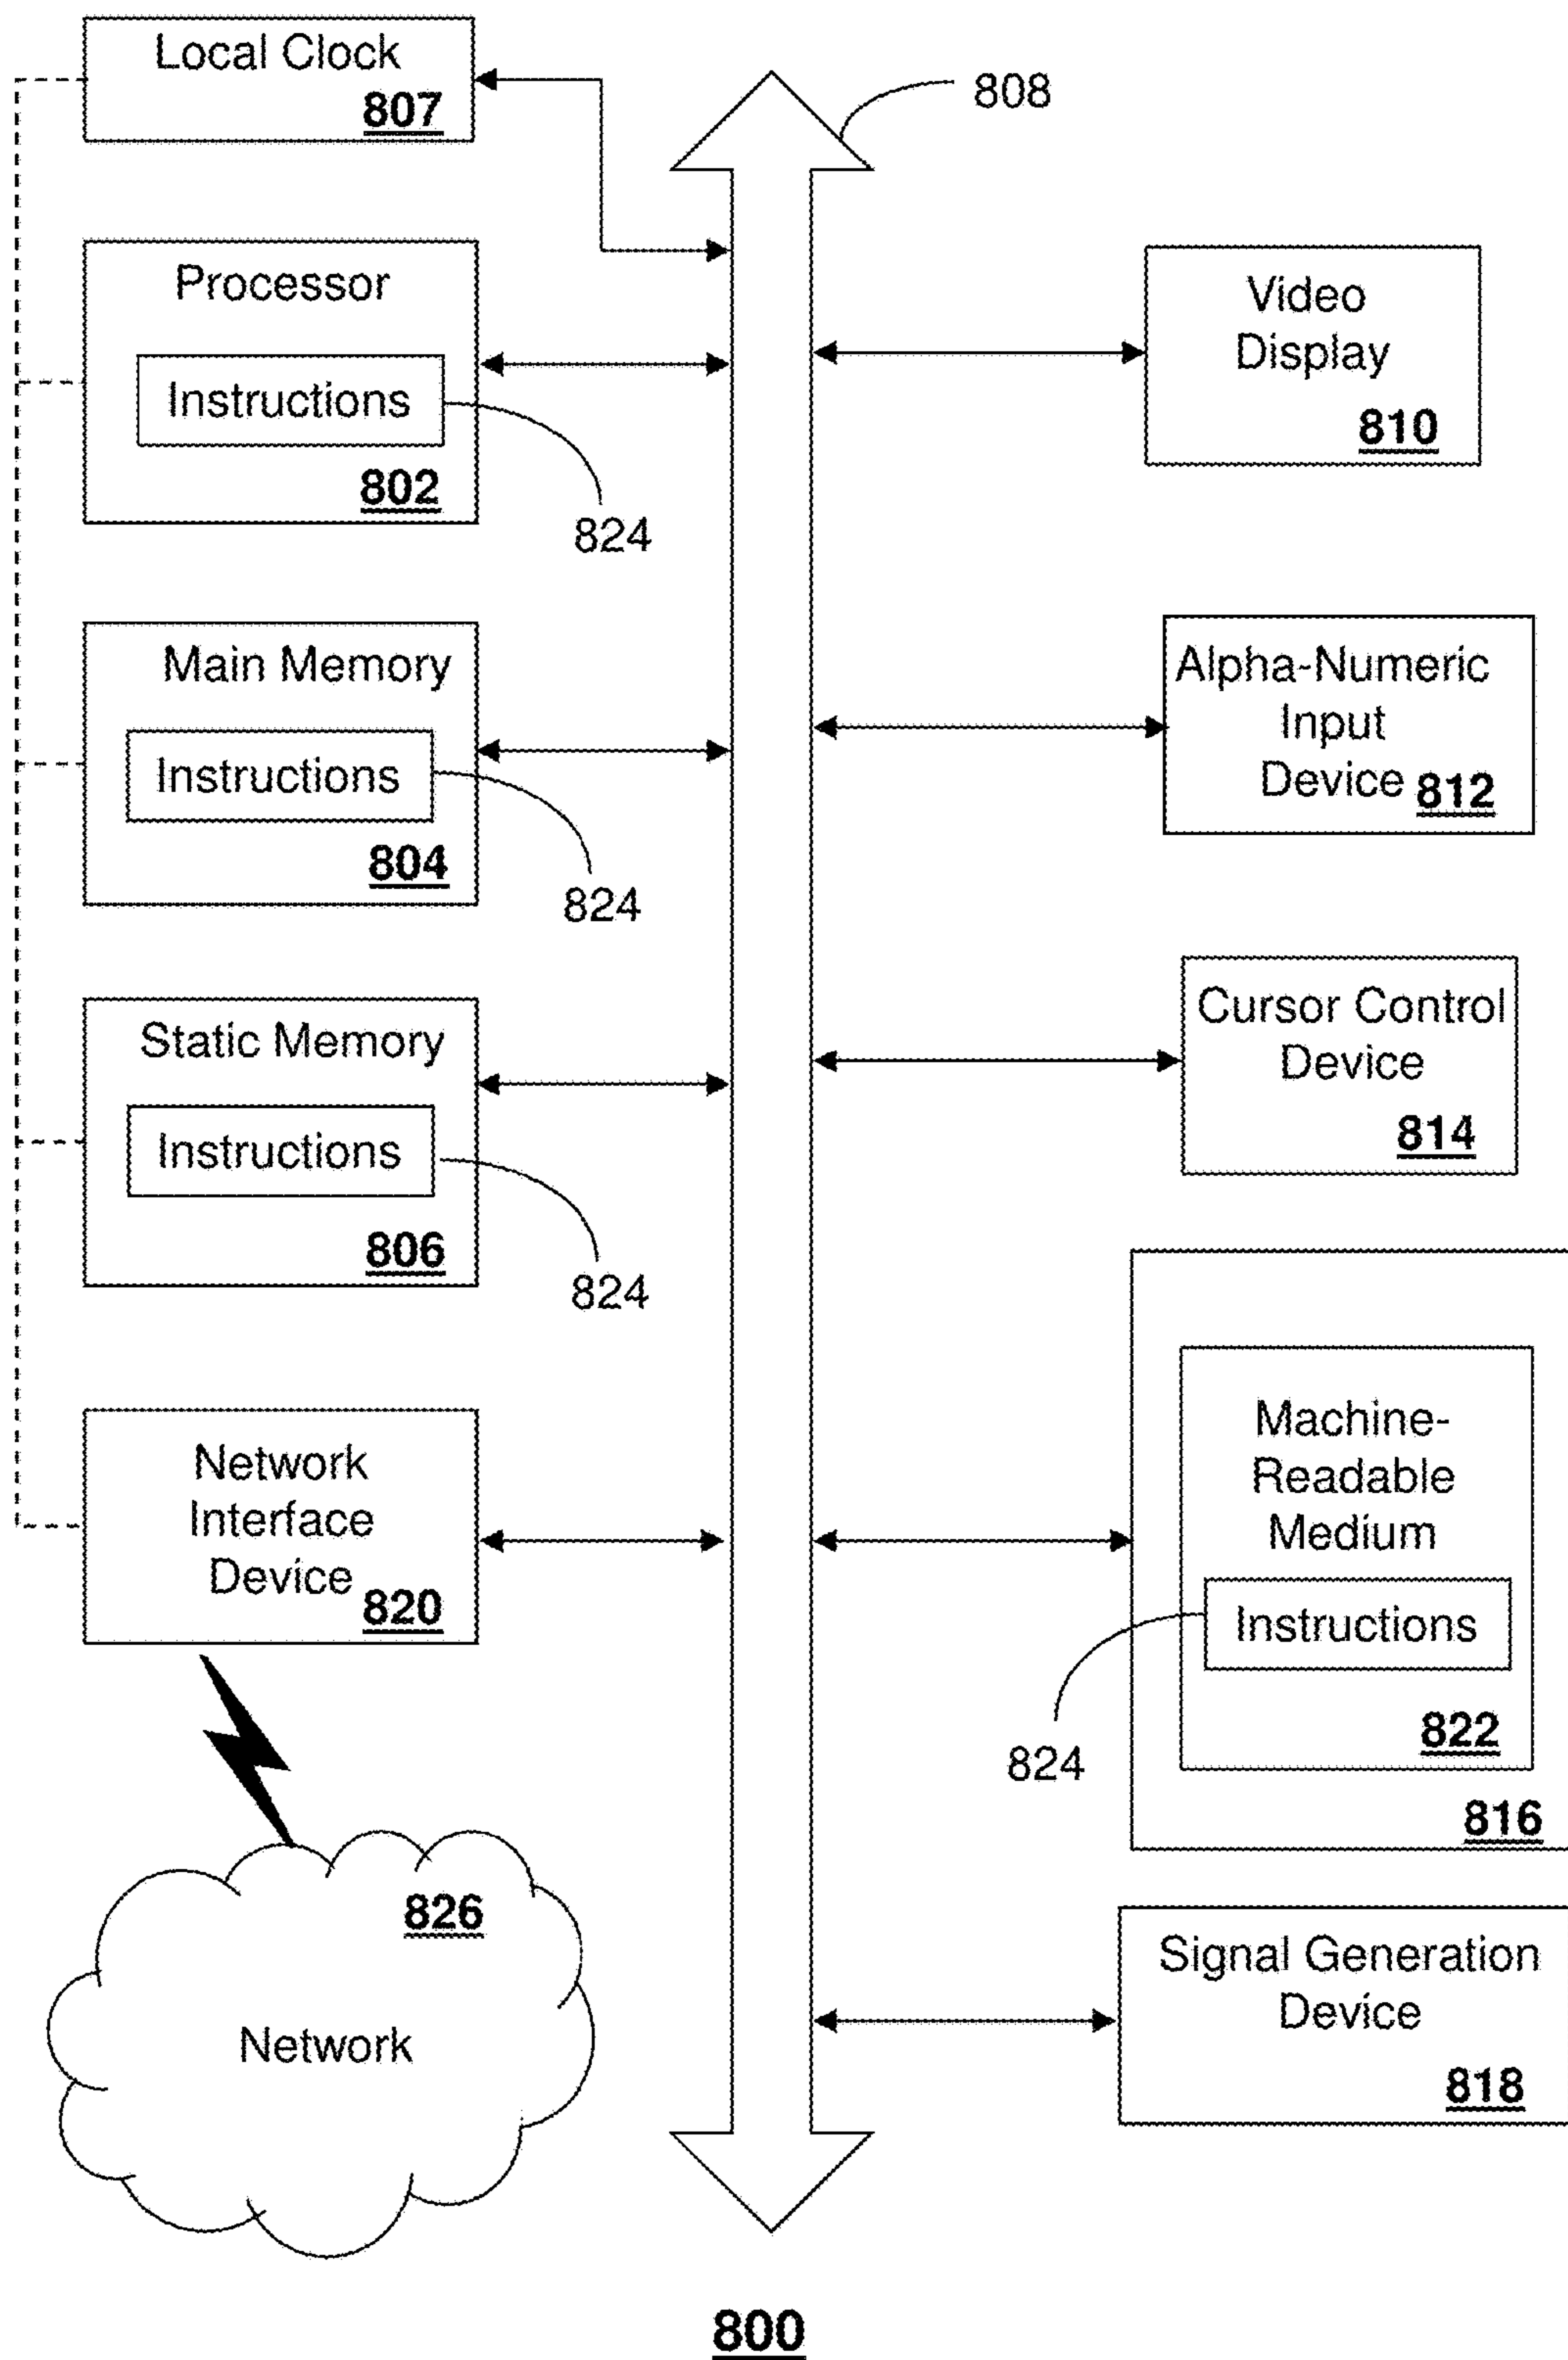 Local Clock
807
808
Processor
Instructions
802
824
Video
Display
810
Main Memory
Instructions
804
824
Alpha-Numeric
Input
Device 812
Static Memory
Instructions
806
824
Cursor Control
Device
814
Network
Interface
Device 820
Machine-
Readable
Medium
Instructions
822
824
816
826
Network
Signal Generation
Device
818
800